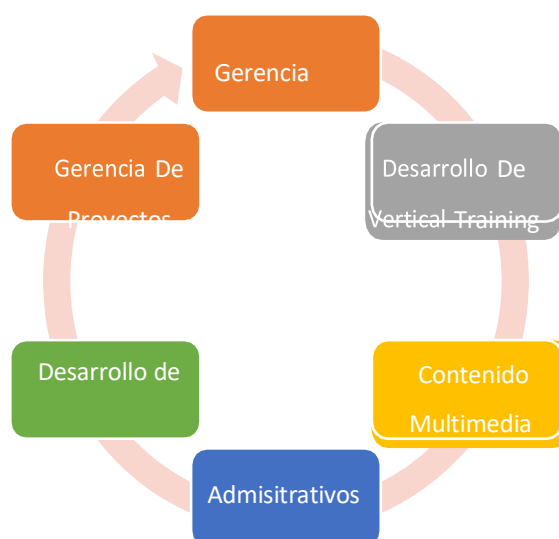 Gerencia
Desarrollo De
Vertical Training
Contenido
Multimedia
Admisitrativos
Desarrollo de
Gerencia De
Proyectos